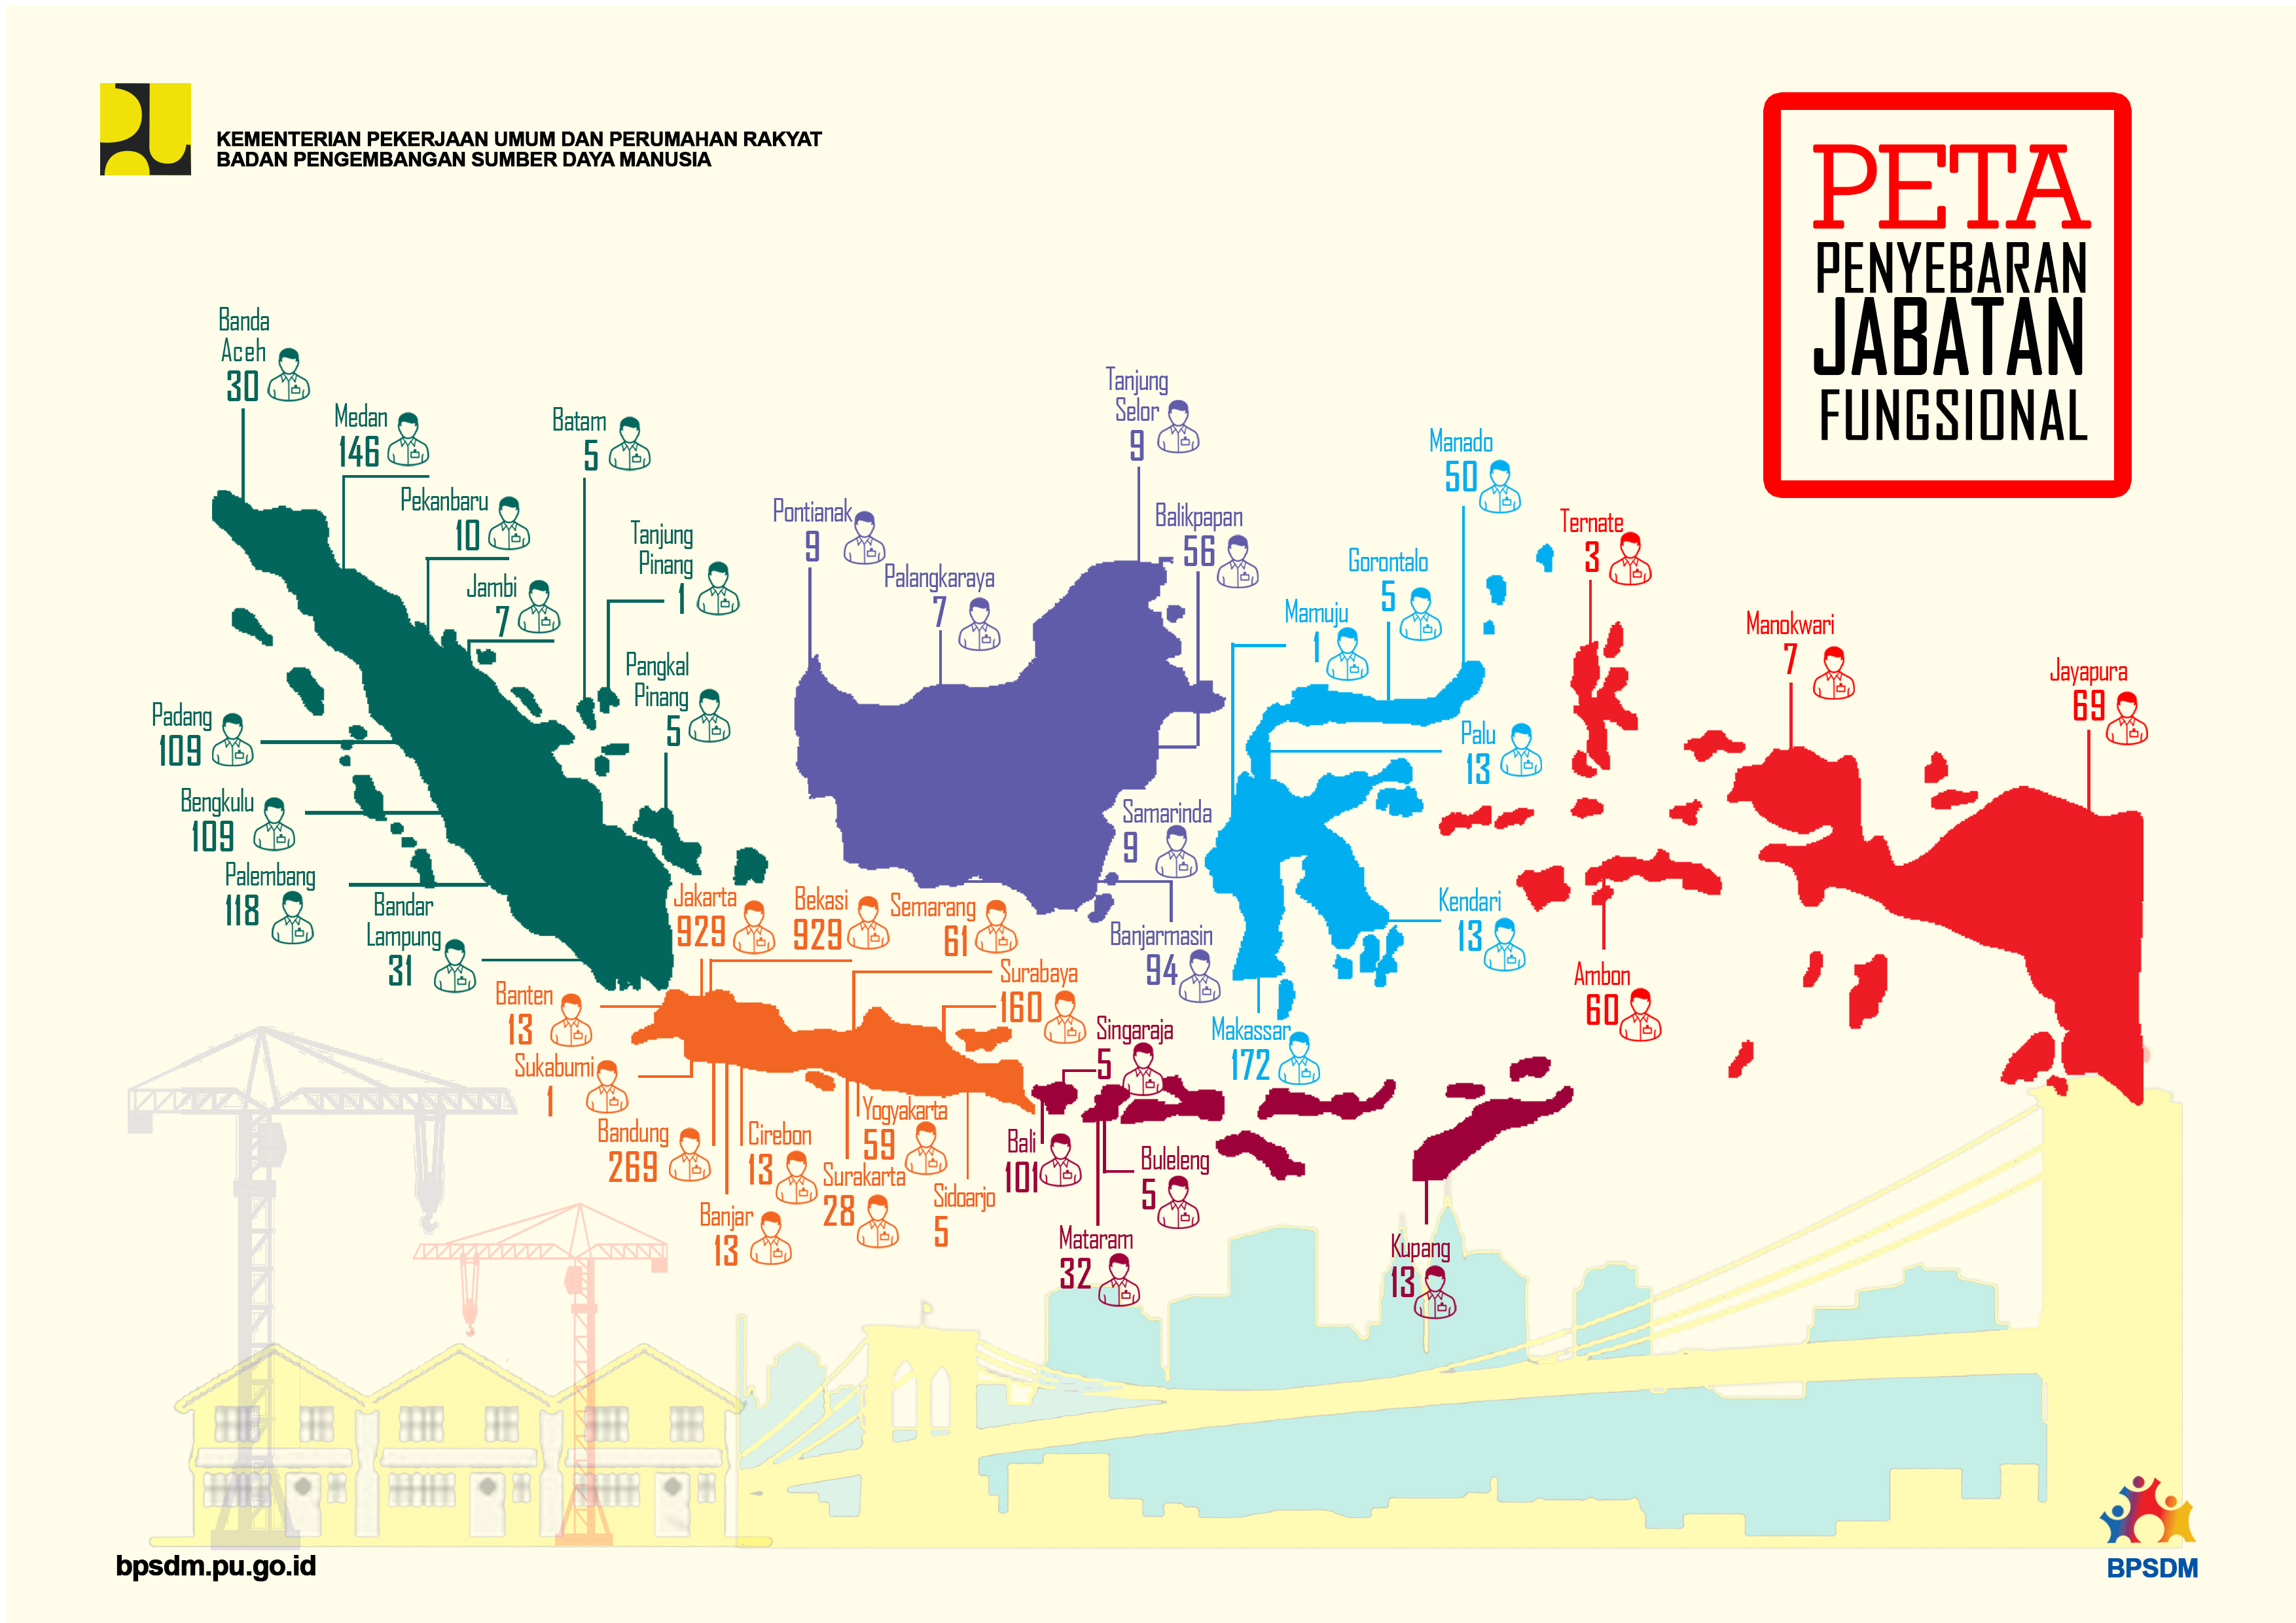 KEMENTERIAN PEKERJAAN UMUM DAN PERUMAHAN RAKYAT
BADAN PENGEMBANGAN SUMBER DAYA MANUSIA
PETA
PENYEBARAN
JABATAN
FUNGSIONAL
Banda
Aceh
30
Medan
146
Pekanbaru
10
Jambi
7
Batam
5
Tanjung
Pinang
1
Pangkal
Pinang
5
Padang
109
Bengkulu
109
Palembang
118
Bandar
Lampung
31
Pontianak
9
Palangkaraya
7
Tanjung
Selor
9
Balikpapan
56
Samarinda
9
Banjarmasin
94
Manado
50
Gorontalo
5
Mamuju
1
Palu
13
Kendari
13
Makassar
172
Ternate
3
Manokwari
7
Jayapura
69
Ambon
60
Jakarta
929
Bekasi
929
Semarang
61
Surabaya
160
Banten
13
Sukabumi
1
Bandung
269
Banjar
13
Cirebon
13
Yogyakarta
59
Surakarta
28
Sidoarjo
5
Singaraja
5
Bali
101
Buleleng
5
Mataram
32
Kupang
13
bpsdm.pu.go.id
BPSDM